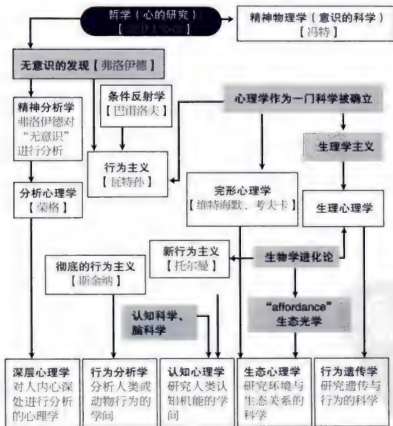 哲学（心的研究）
精神物理学（意识的科学）
【冯特】
无意识的发现【弗洛伊德】
精神分析学
弗洛伊德对
“无意识”
进行分析
条件反射学
【巴甫洛夫】
心理学作为一门科学被确立
生理学主义
行为主义
【瓦特孙】
分析心理学
【荣格】
完形心理学
【维特海默、考夫卡】
生理心理学
新行为主义
【托尔曼】
生物学进化论
彻底的行为主义
【斯金纳】
认知科学、
脑科学
“affordance”
生态光学
深层心理学
对人内心深
处进行分析
的心理学
行为分析学
分析人类或
动物行为的
学问
认知心理学
研究人类认
知机能的学
问
生态心理学
研究环境与
生态关系的
科学
行为遗传学
研究遗传与
行为的科学